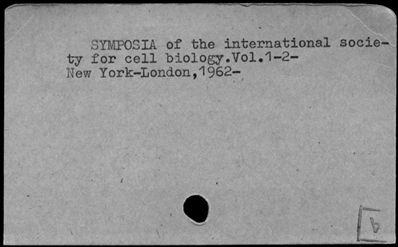 SYMPOSIA of the international socie-
ty for cell biology.Vol.1-2-
New York-London,1962-
b